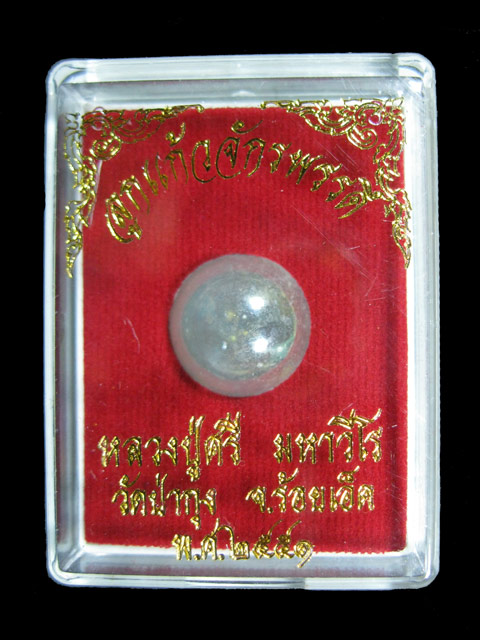 ลูกแก้วจักรพรรดิ
หลวงปู่ศรี มหาวีโร
วัดป่ากุง จ.ร้อยเอ็ด
พ.ศ.๒๕๕๑